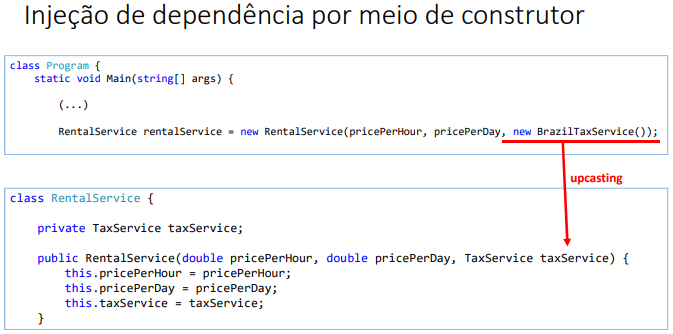 Injeção de dependência por meio de construtor
class Program {
static void Main(string[] args) {
(...)
RentalService rentalService = new RentalService(pricePerHour, pricePerDay, new BrazilTaxService());
upcasting
class RentalService {
private TaxService taxService;
public RentalService(double pricePerHour, double pricePerDay, TaxService taxService) {
this.pricePerHour = pricePerHour;
this.pricePerDay = pricePerDay;
this.taxService = taxService;
}